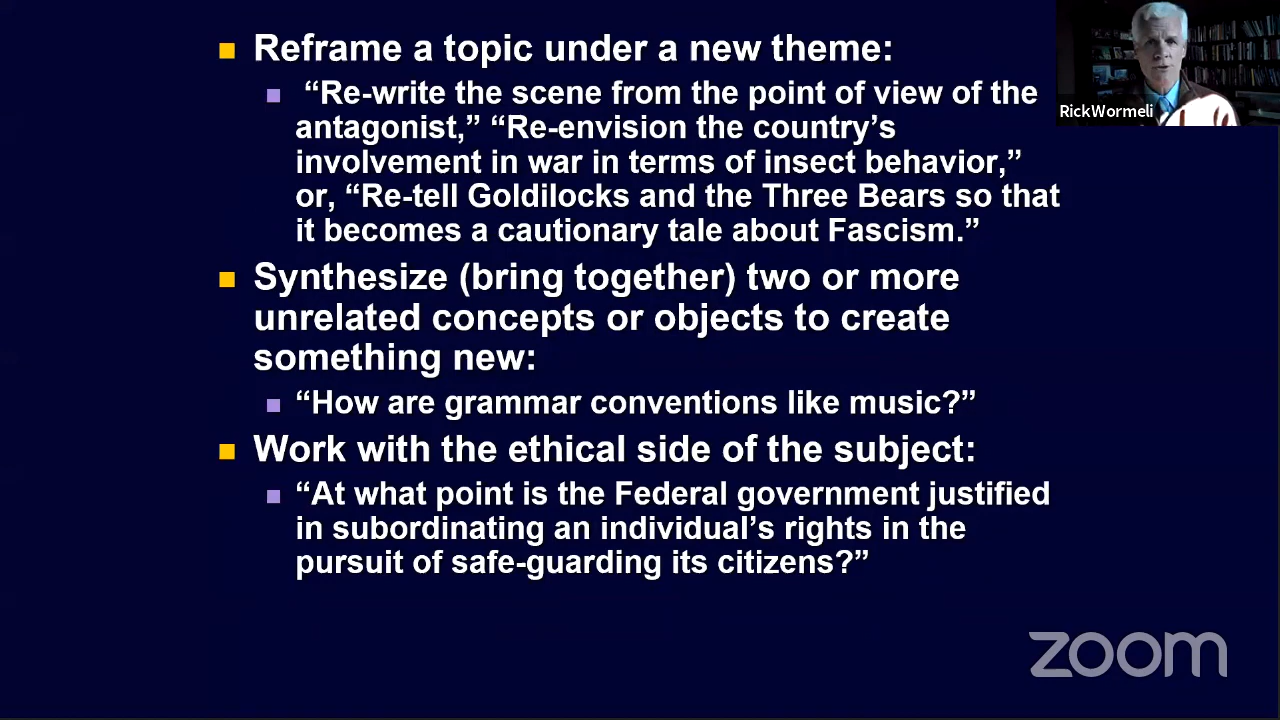 Reframe a topic under a new theme:
“Re-write the scene from the point of view of the
antagonist,” “Re-envision the country’s
involvement in war in terms of insect behavior,”
or, “Re-tell Goldilocks and the Three Bears so that
it becomes a cautionary tale about Fascism.”
Synthesize (bring together) two or more
unrelated concepts or objects to create
something new:
“How are grammar conventions like music?”
Work with the ethical side of the subject:
“At what point is the Federal government justified
in subordinating an individual’s rights in the
pursuit of safe-guarding its citizens?”
RickWormeli
zoom